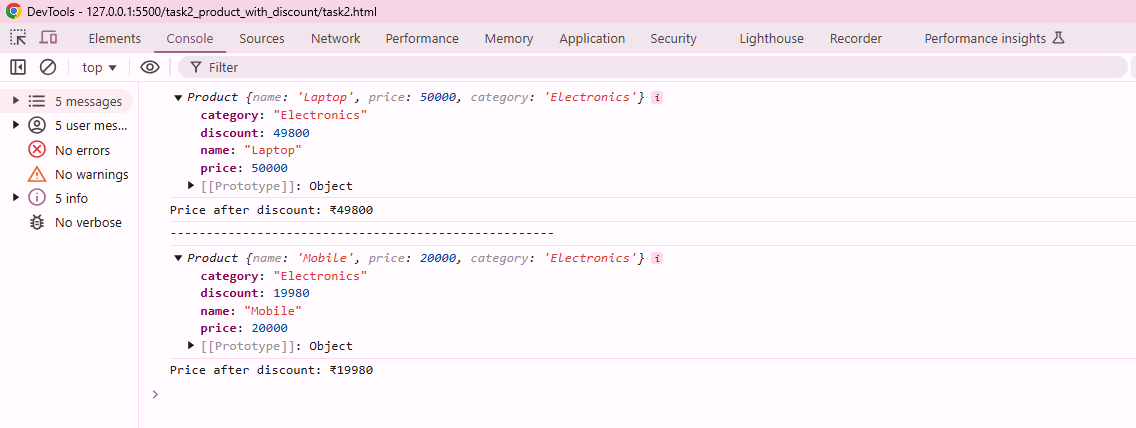 DevTools - 127.0.0.1:5500/task2_product_with_discount/task2.html
Elements Console Sources Network Performance Memory Application Security Lighthouse Recorder Performance insights
top Filter
5 messages
5 user mes...
No errors
No warnings
5 info
No verbose
Product {name: 'Laptop', price: 50000, category: 'Electronics'} i
category: "Electronics"
discount: 49800
name: "Laptop"
price: 50000
[[Prototype]]: Object
Price after discount: ₹49800
-----------------------------------------------------
Product {name: 'Mobile', price: 20000, category: 'Electronics'} i
category: "Electronics"
discount: 19980
name: "Mobile"
price: 20000
[[Prototype]]: Object
Price after discount: ₹19980